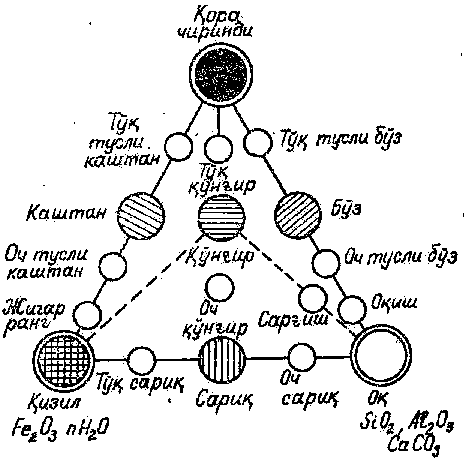 Қора
чиринди
Тўқ
тусли
каштан
Тўқ тусли бўз
Тўқ
қўнғир
Каштан
Бўз
Қўнғир
Оч тусли
каштан
Оч тусли бўз
Жигар
ранг
Оч
қўнғир
Сарғиш
Оқиш
Қизил
Fe₂O₃ nH₂O
Тўқ сариқ
Сариқ
Оч
сариқ
Оқ
SiO₂, Al₂O₃
CaCO₃